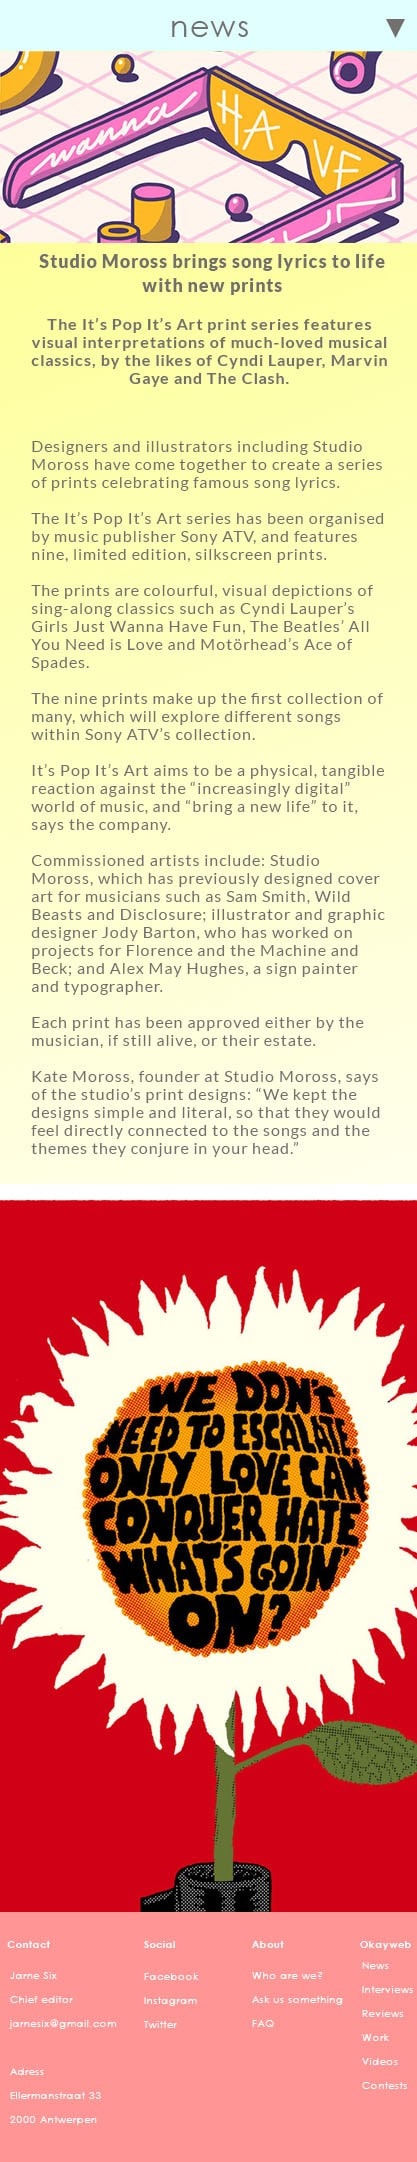 news
wanna
HA
VE
FUN
Studio Moross brings song lyrics to life
with new prints
The It’s Pop It’s Art print series features
visual interpretations of much-loved musical
classics, by the likes of Cyndi Lauper, Marvin
Gaye and The Clash.
Designers and illustrators including Studio
Moross have come together to create a series
of prints celebrating famous song lyrics.
The It’s Pop It’s Art series has been organised
by music publisher Sony ATV, and features
nine, limited edition, silkscreen prints.
The prints are colourful, visual depictions of
sing-along classics such as Cyndi Lauper’s
Girls Just Wanna Have Fun, The Beatles’ All
You Need is Love and Motörhead’s Ace of
Spades.
The nine prints make up the first collection of
many, which will explore different songs
within Sony ATV’s collection.
It’s Pop It’s Art aims to be a physical, tangible
reaction against the “increasingly digital”
world of music, and “bring a new life” to it,
says the company.
Commissioned artists include: Studio
Moross, which has previously designed cover
art for musicians such as Sam Smith, Wild
Beasts and Disclosure; illustrator and graphic
designer Jody Barton, who has worked on
projects for Florence and the Machine and
Beck; and Alex May Hughes, a sign painter
and typographer.
Each print has been approved either by the
musician, if still alive, or their estate.
Kate Moross, founder at Studio Moross, says
of the studio’s print designs: “We kept the
designs simple and literal, so that they would
feel directly connected to the songs and the
themes they conjure in your head.”
WE DON'T
NEED TO ESCALATE.
ONLY LOVE CAN
CONQUER HATE
WHAT'S GOIN'
ON?
Contact
Jarne Six
Chief editor
jarnesix@gmail.com
Adress
Ellermanstraat 33
2000 Antwerpen
Social
Facebook
Instagram
Twitter
About
Who are we?
Ask us something
FAQ
Okayweb
News
Interviews
Reviews
Work
Videos
Contests